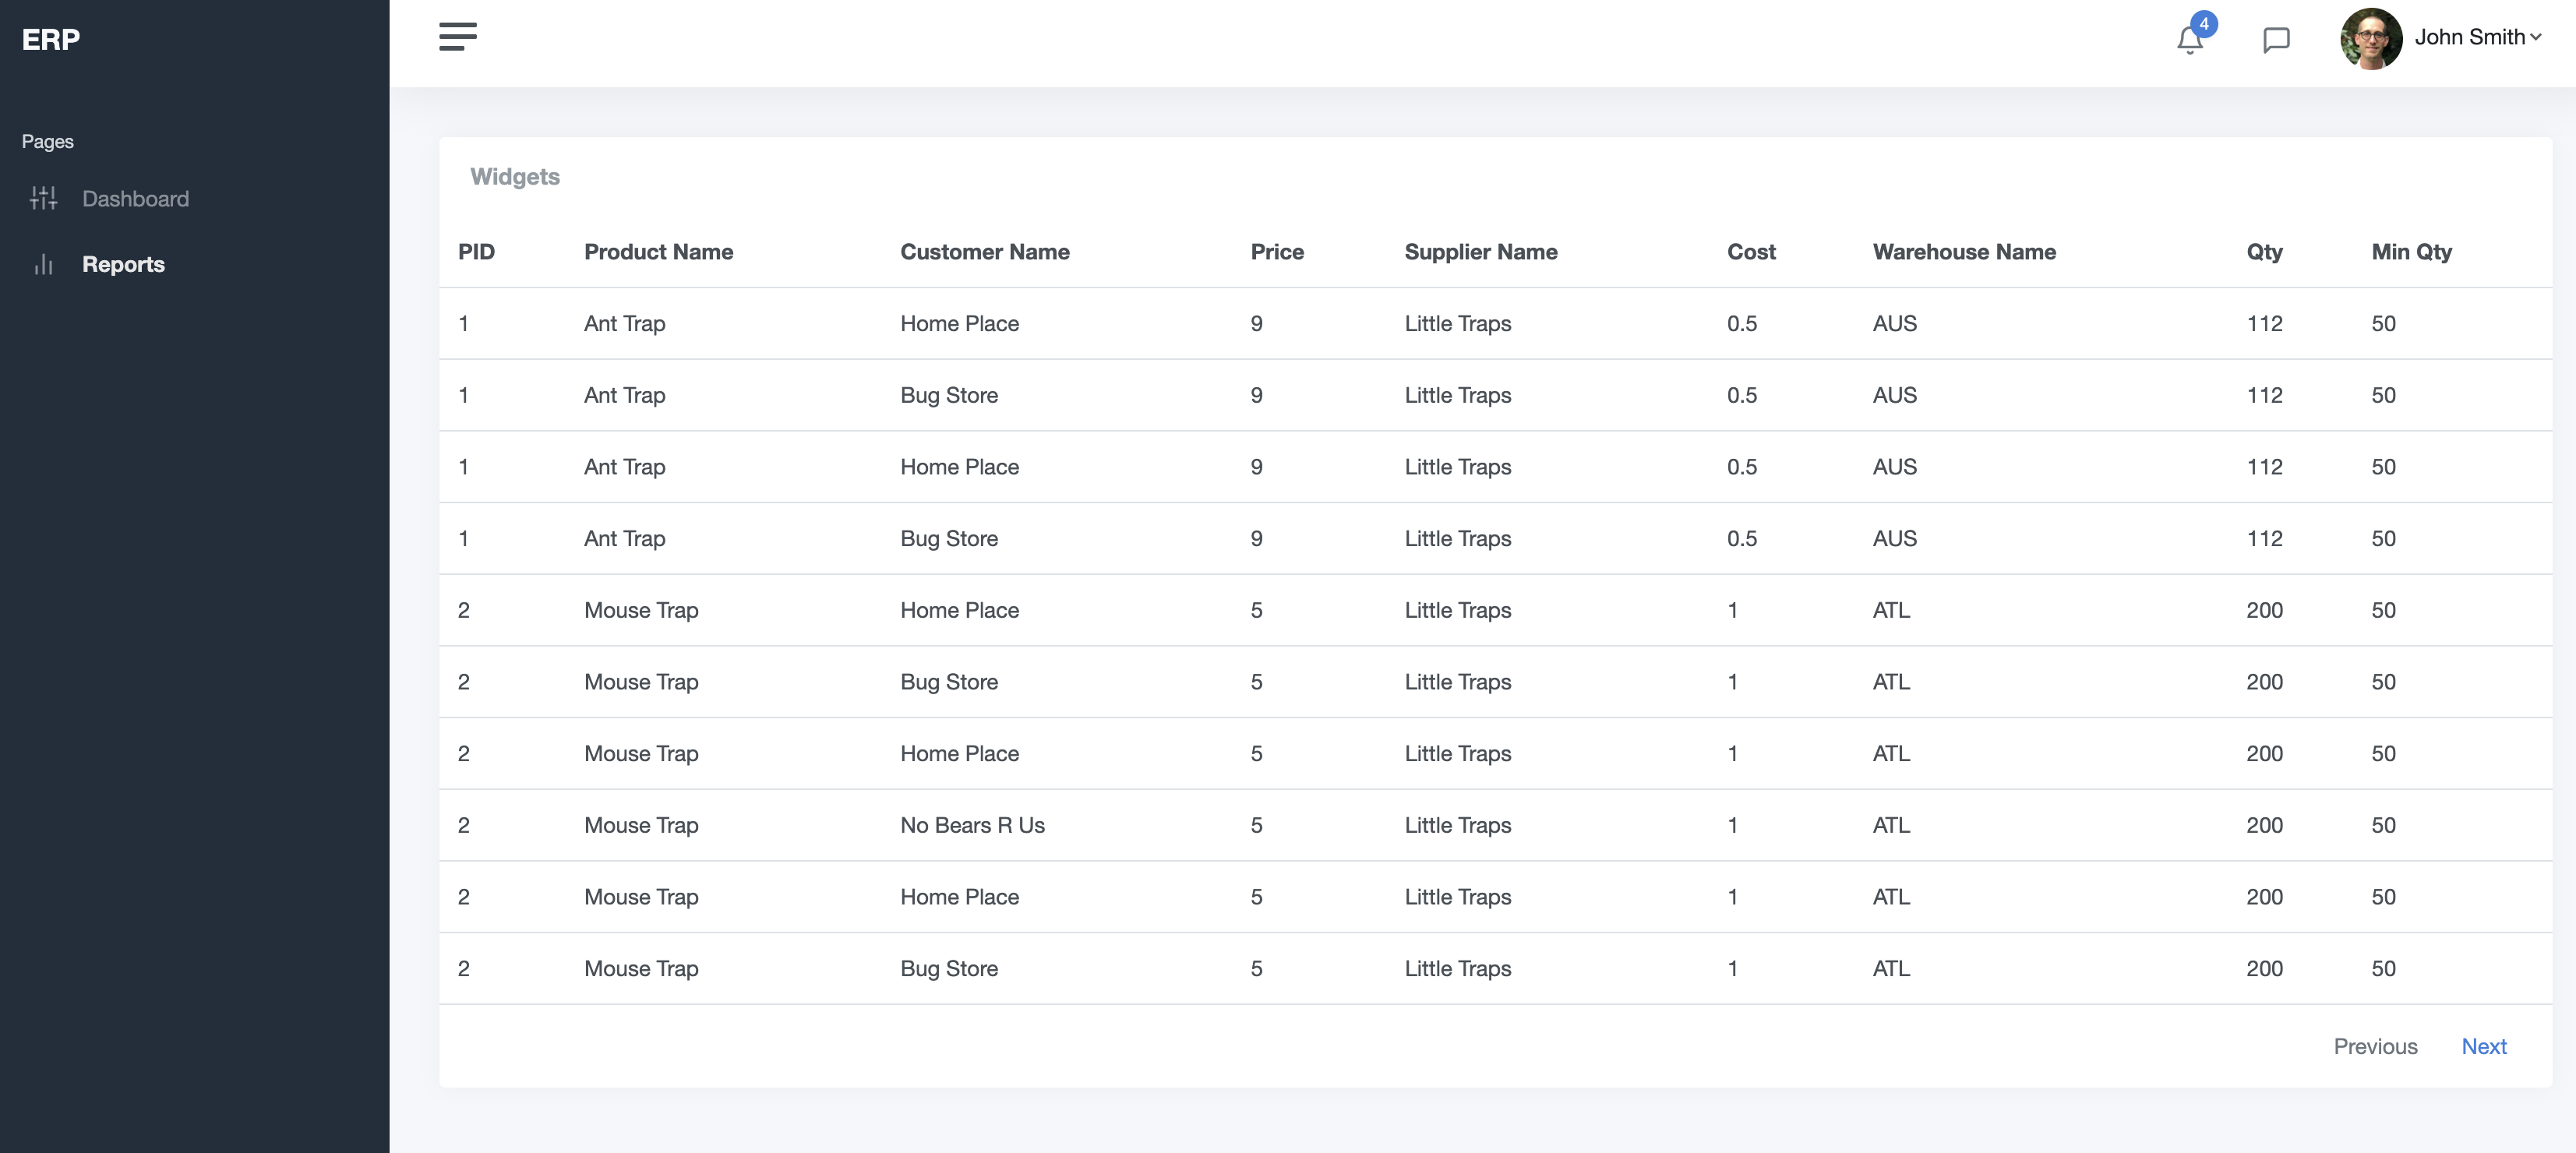 ERP
4
John Smith
Pages
Dashboard
Reports
Widgets
PID Product Name Customer Name Price Supplier Name Cost Warehouse Name Qty Min Qty
1 Ant Trap Home Place 9 Little Traps 0.5 AUS 112 50
1 Ant Trap Bug Store 9 Little Traps 0.5 AUS 112 50
1 Ant Trap Home Place 9 Little Traps 0.5 AUS 112 50
1 Ant Trap Bug Store 9 Little Traps 0.5 AUS 112 50
2 Mouse Trap Home Place 5 Little Traps 1 ATL 200 50
2 Mouse Trap Bug Store 5 Little Traps 1 ATL 200 50
2 Mouse Trap Home Place 5 Little Traps 1 ATL 200 50
2 Mouse Trap No Bears R Us 5 Little Traps 1 ATL 200 50
2 Mouse Trap Home Place 5 Little Traps 1 ATL 200 50
2 Mouse Trap Bug Store 5 Little Traps 1 ATL 200 50
Previous Next